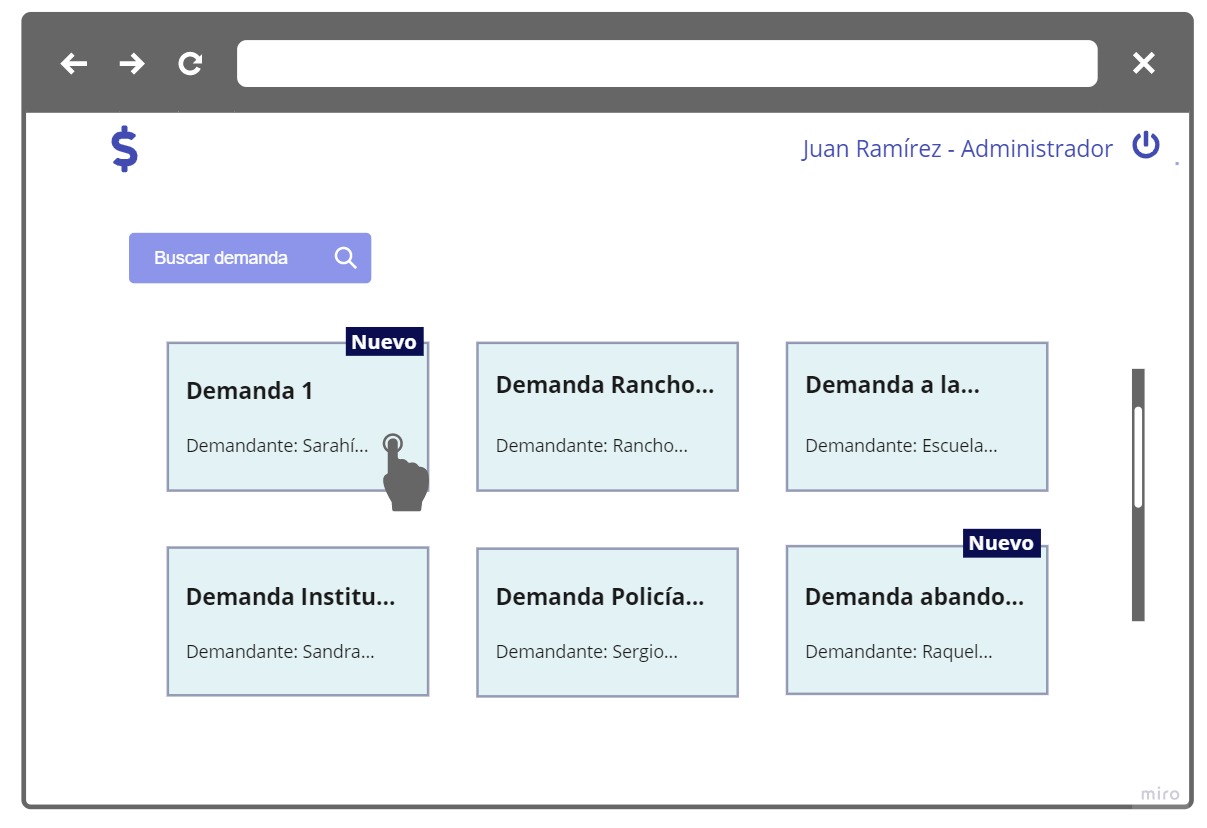 $
Juan Ramírez - Administrador
Buscar demanda
Nuevo
Demanda 1
Demandante: Sarahí...
Demanda Rancho...
Demandante: Rancho...
Demanda a la...
Demandante: Escuela...
Demanda Institu...
Demandante: Sandra...
Demanda Policía...
Demandante: Sergio...
Nuevo
Demanda abando...
Demandante: Raquel...
miro